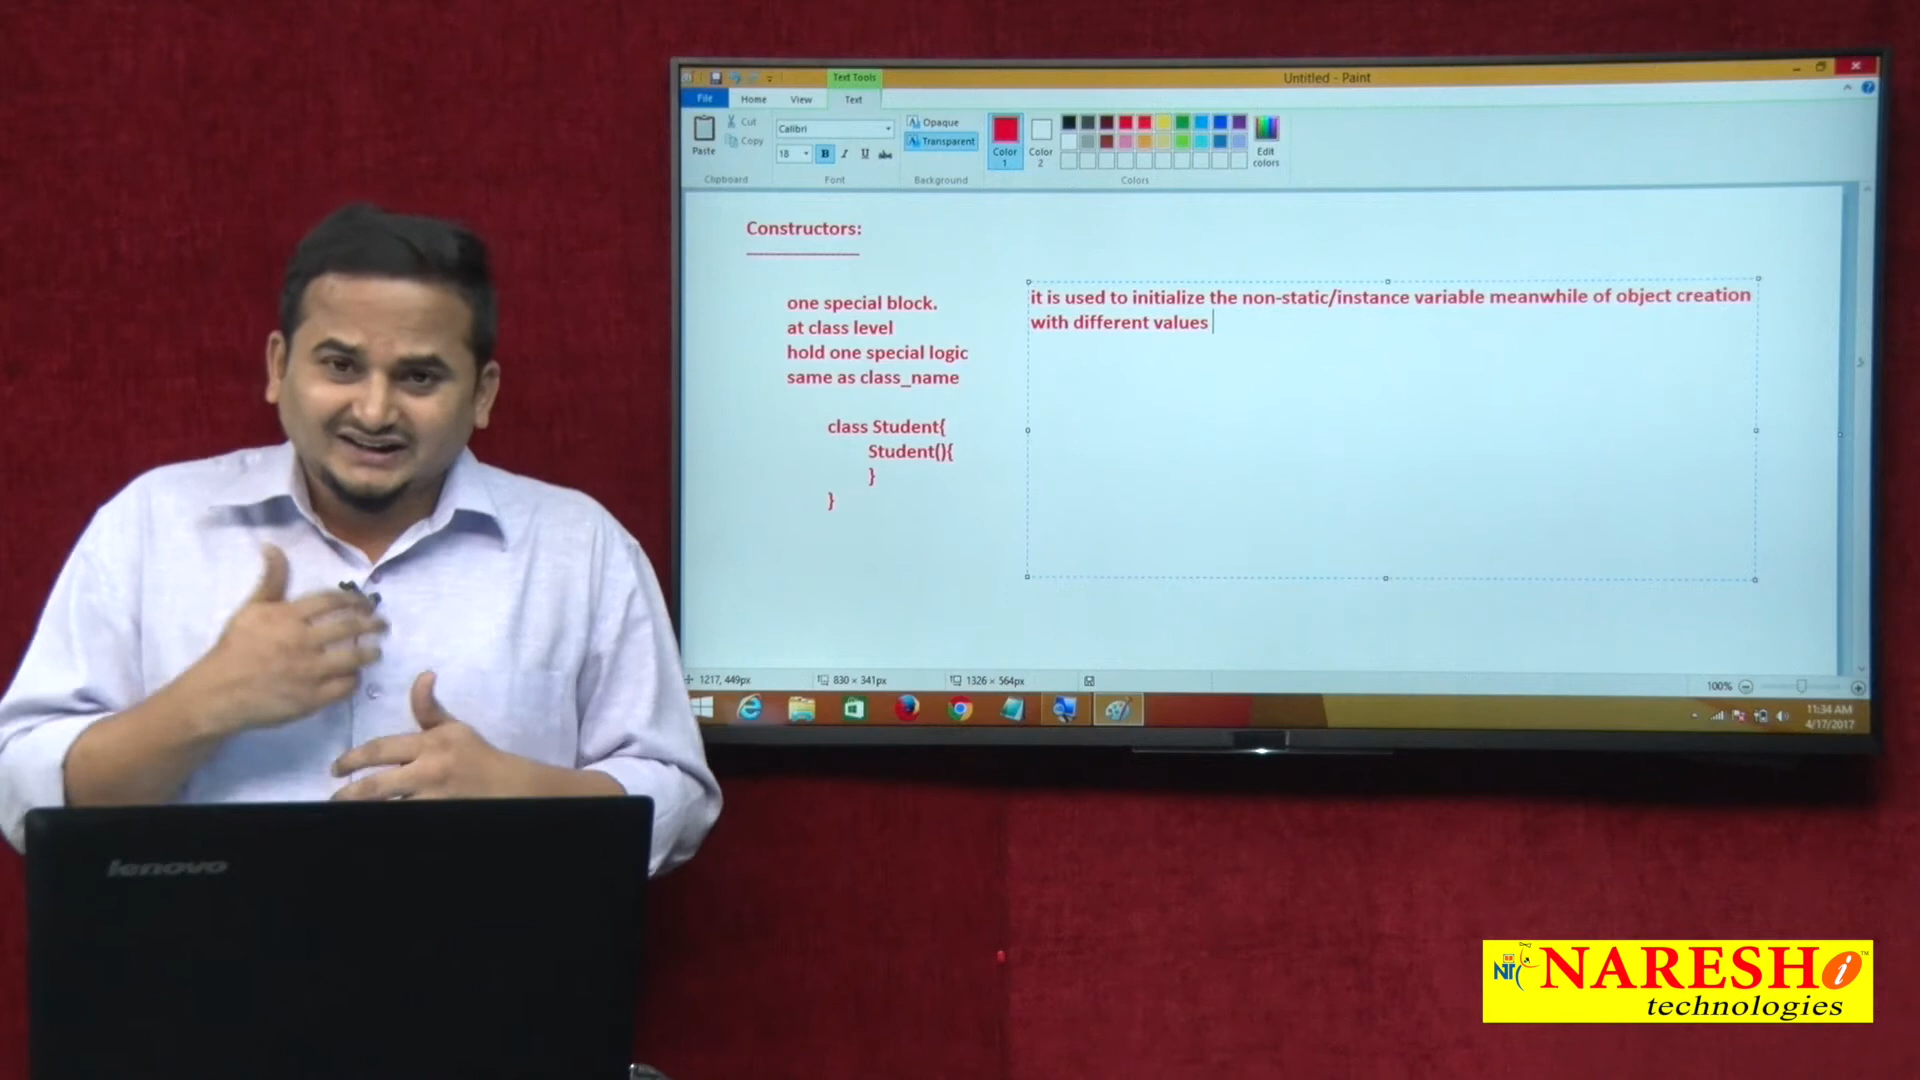 Text Tools
Untitled - Paint
File
Home
View
Text
Paste
Cut
Copy
Clipboard
Calibri
18
B I U abc
Font
Opaque
Transparent
Background
Color 1
Color 2
Edit colors
Colors
Constructors:
one special block.
at class level
hold one special logic
same as class_name
class Student{
Student(){
}
}
it is used to initialize the non-static/instance variable meanwhile of object creation
with different values
1217, 449px
830 × 341px
1326 × 564px
100%
11:34 AM
4/17/2017
lenovo
NT
NARESH i
TM
technologies